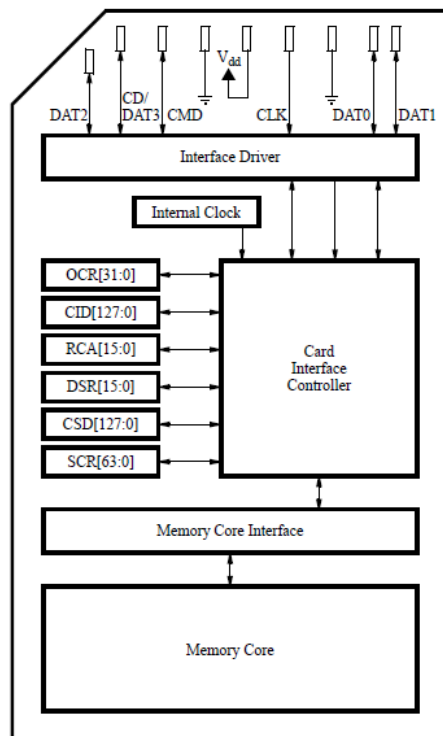 Vdd
CD/
DAT2 DAT3 CMD CLK DAT0 DAT1
Interface Driver
Internal Clock
OCR[31:0]
CID[127:0]
RCA[15:0]
DSR[15:0]
CSD[127:0]
SCR[63:0]
Card
Interface
Controller
Memory Core Interface
Memory Core